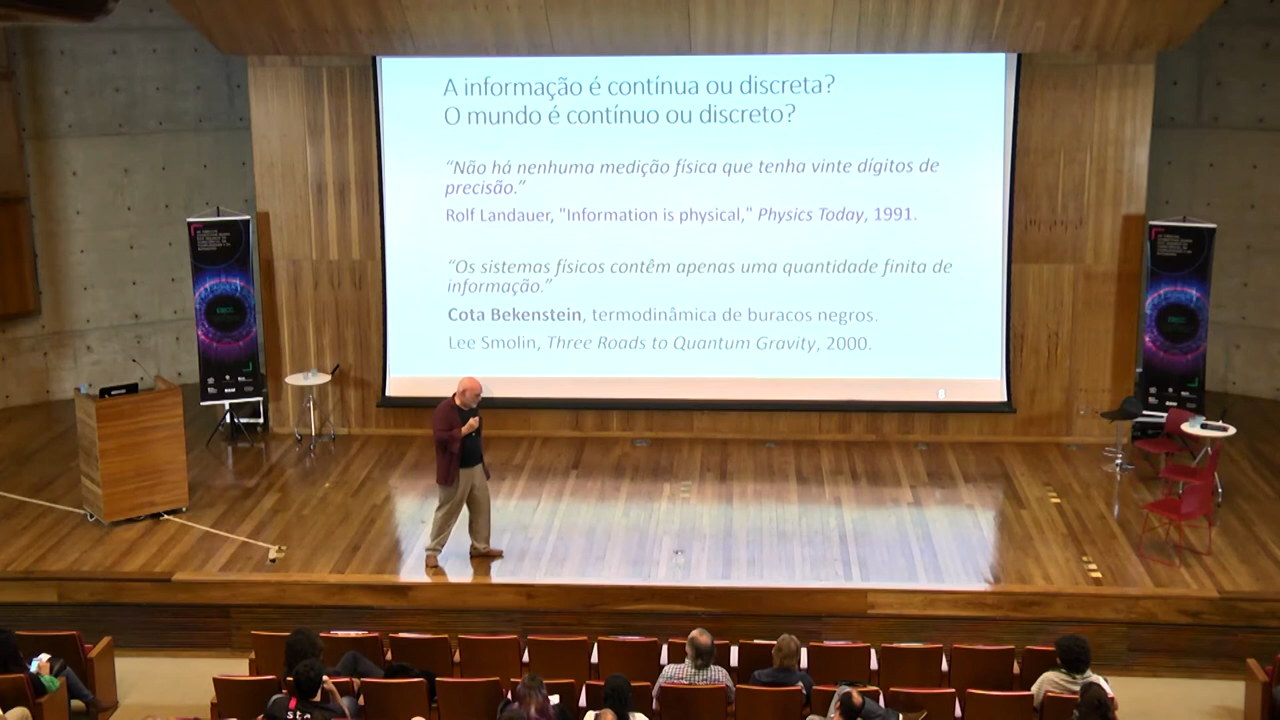 A informação é contínua ou discreta?
O mundo é contínuo ou discreto?
“Não há nenhuma medição física que tenha vinte dígitos de
precisão.”
Rolf Landauer, "Information is physical," Physics Today, 1991.
“Os sistemas físicos contêm apenas uma quantidade finita de
informação.”
Cota Bekenstein, termodinâmica de buracos negros.
Lee Smolin, Three Roads to Quantum Gravity, 2000.
8